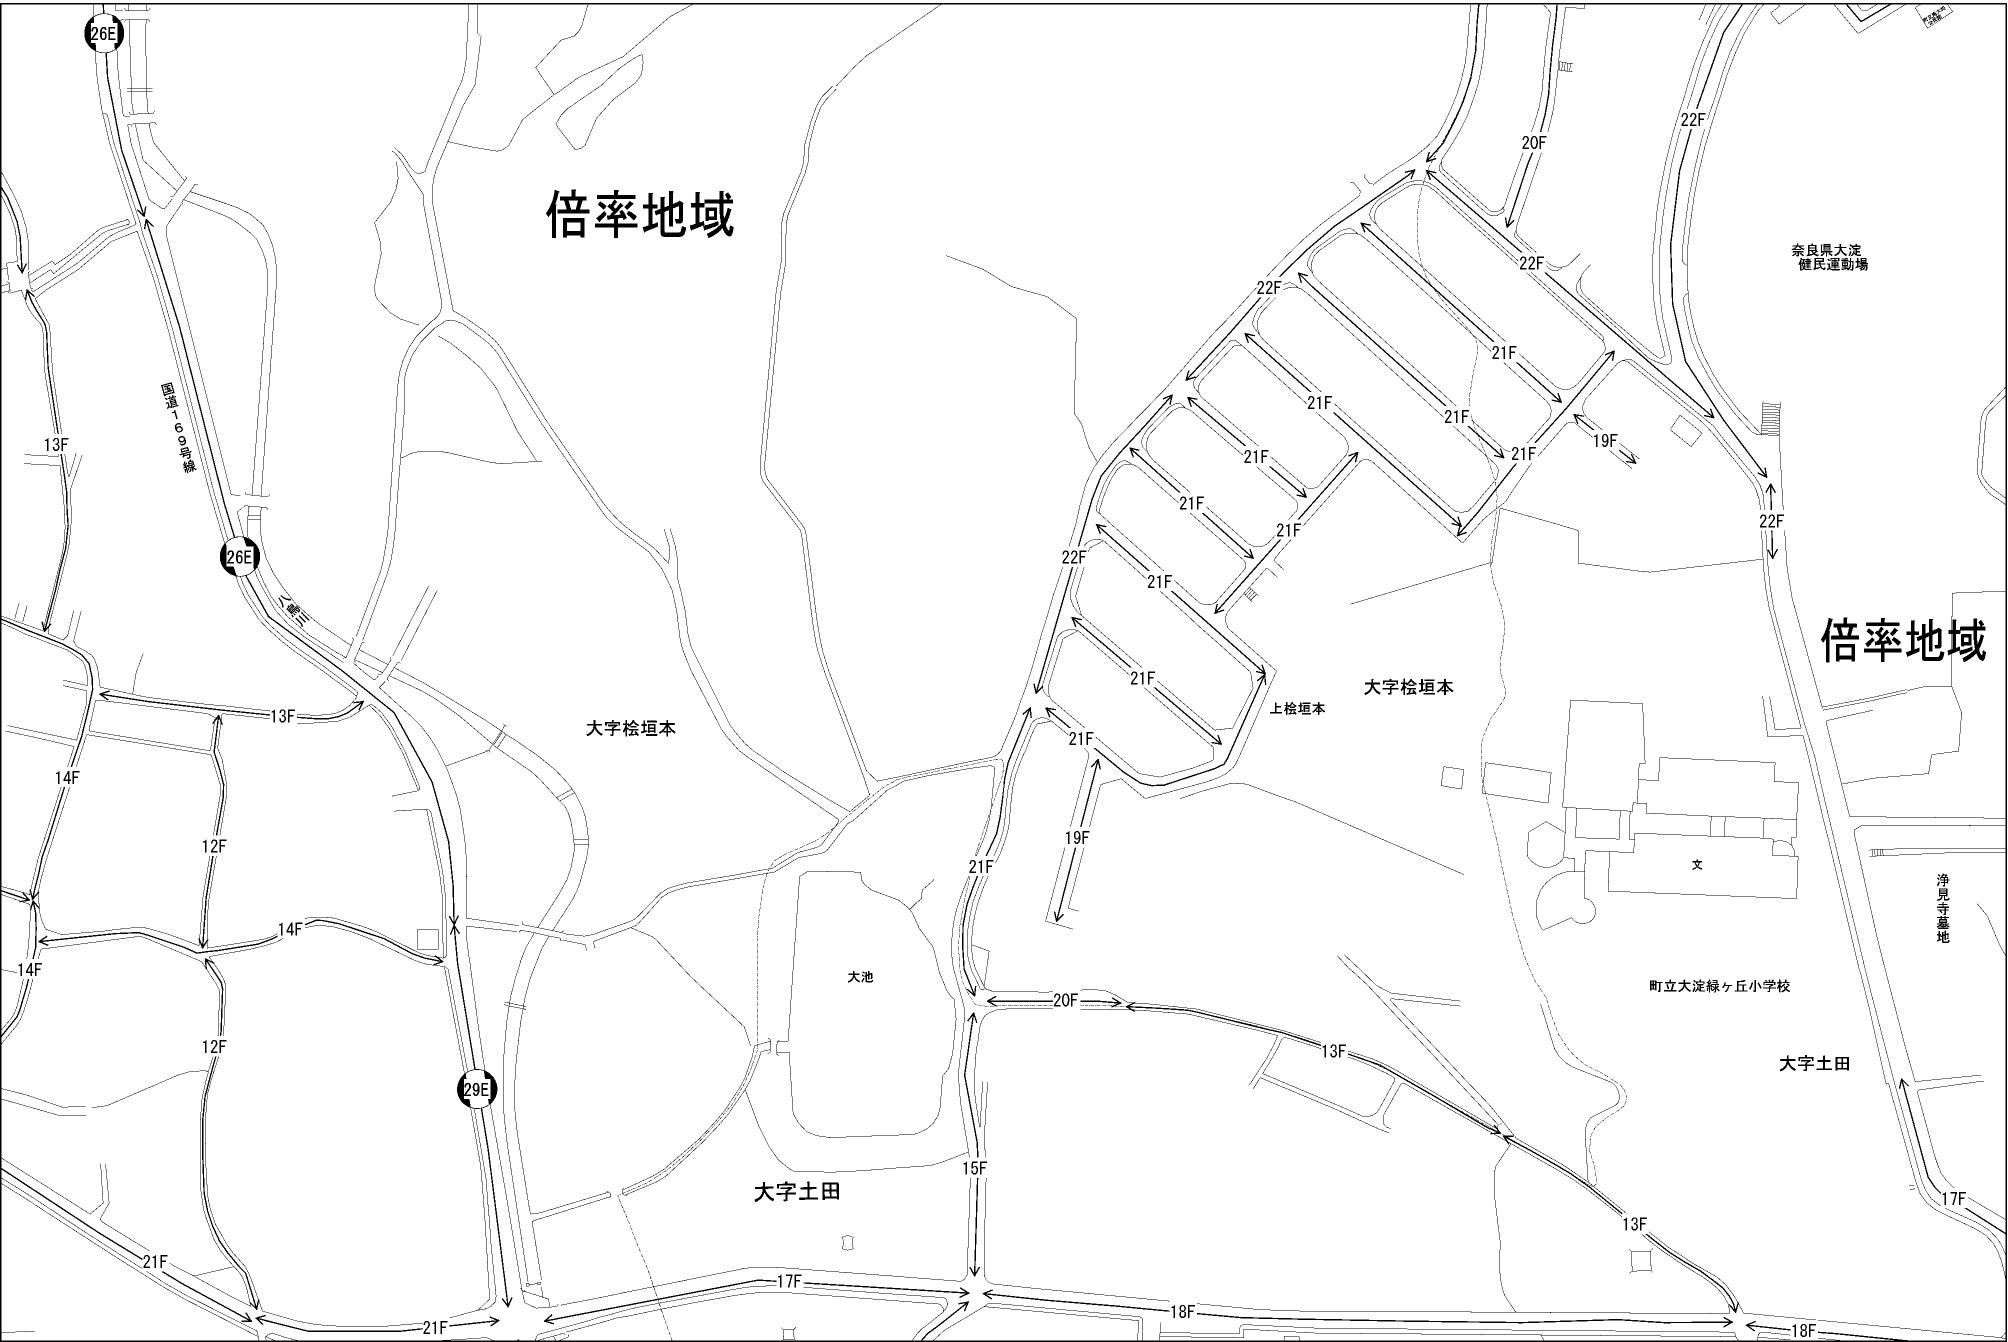 26E
22F
20F
倍率地域
奈良県大淀
健民運動場
22F
22F
21F
国道169号線
21F
21F
21F
13F
19F
21F
21F
21F
22F
21F
26E
22F
21F
八鳥川
倍率地域
21F
大字桧垣本
上桧垣本
13F
大字桧垣本
21F
14F
19F
12F
21F
文
浄見寺墓地
14F
14F
大池
町立大淀緑ヶ丘小学校
20F
12F
13F
大字土田
29E
15F
大字土田
17F
13F
21F
17F
18F
21F
18F